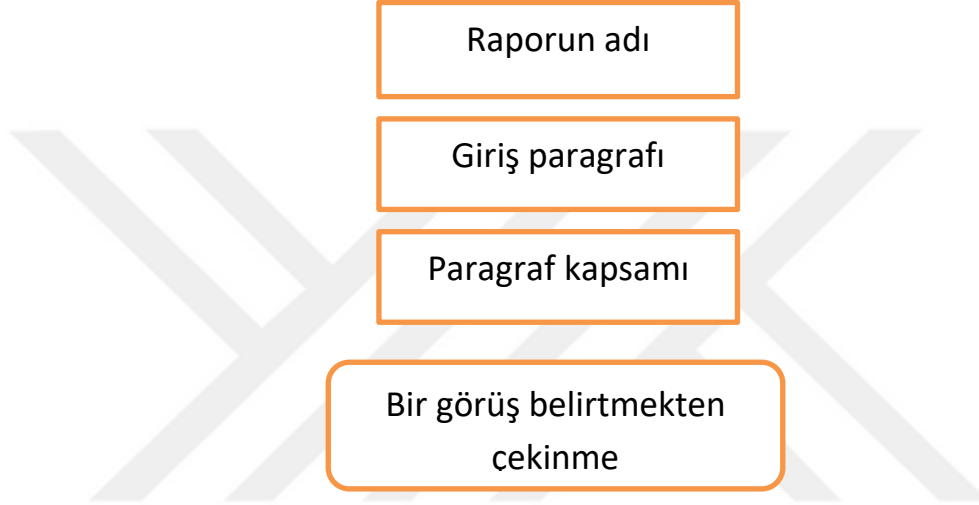 Raporun adı
Giriş paragrafı
Paragraf kapsamı
Bir görüş belirtmekten
çekinme